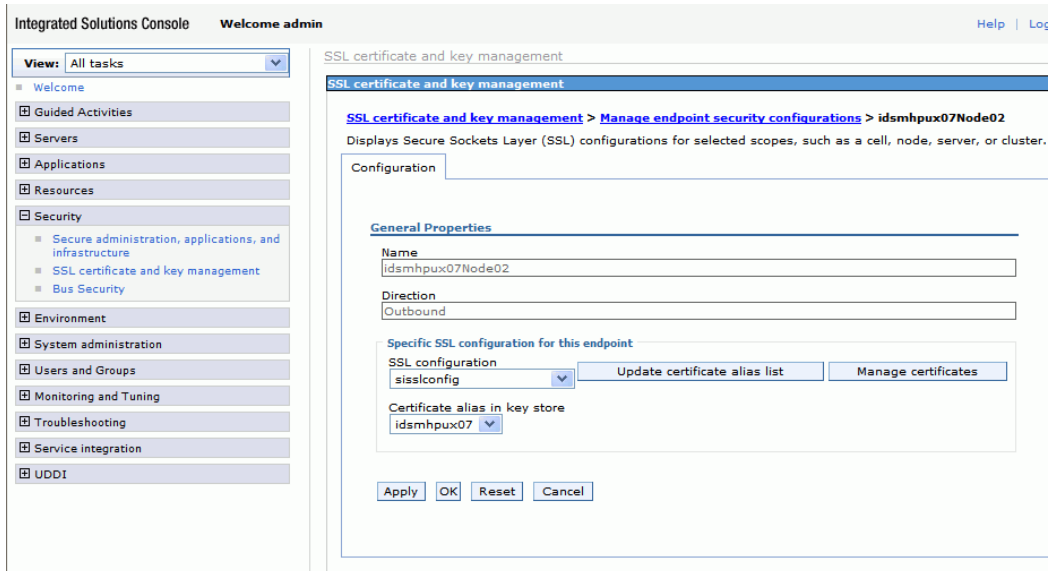 Integrated Solutions Console Welcome admin Help | Log
View: All tasks
Welcome
Guided Activities
Servers
Applications
Resources
Security
Secure administration, applications, and
infrastructure
SSL certificate and key management
Bus Security
Environment
System administration
Users and Groups
Monitoring and Tuning
Troubleshooting
Service integration
UDDI
SSL certificate and key management
SSL certificate and key management
SSL certificate and key management > Manage endpoint security configurations > idsmhpux07Node02
Displays Secure Sockets Layer (SSL) configurations for selected scopes, such as a cell, node, server, or cluster.
Configuration
General Properties
Name
idsmhpux07Node02
Direction
Outbound
Specific SSL configuration for this endpoint
SSL configuration
sisslconfig Update certificate alias list Manage certificates
Certificate alias in key store
idsmhpux07
Apply OK Reset Cancel